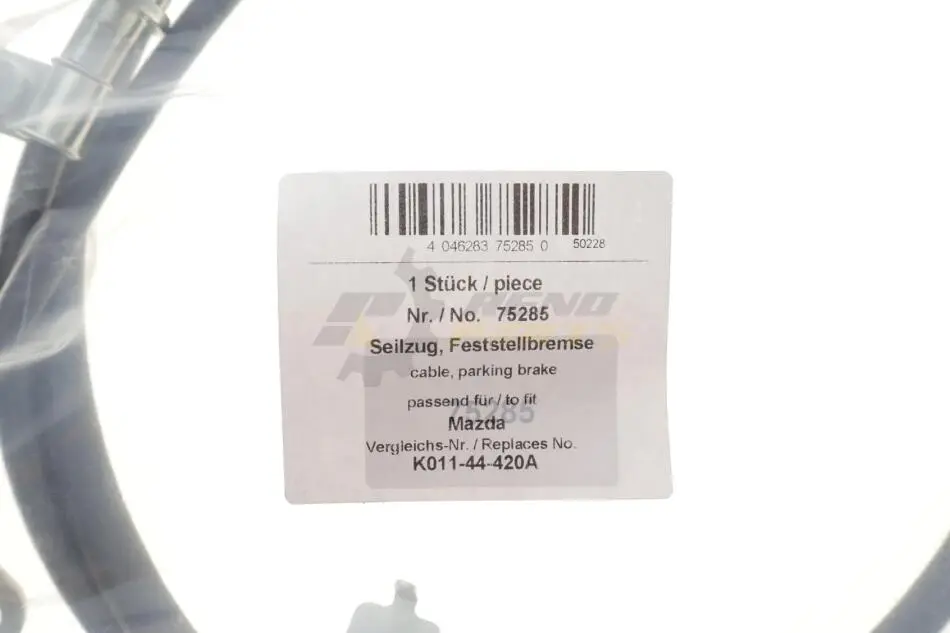 4 046283 75285 0 50228
1 Stück / piece
Nr. / No. 75285
Seilzug, Feststellbremse
cable, parking brake
passend für / to fit
75285
Mazda
Vergleichs-Nr. / Replaces No.
K011-44-420A